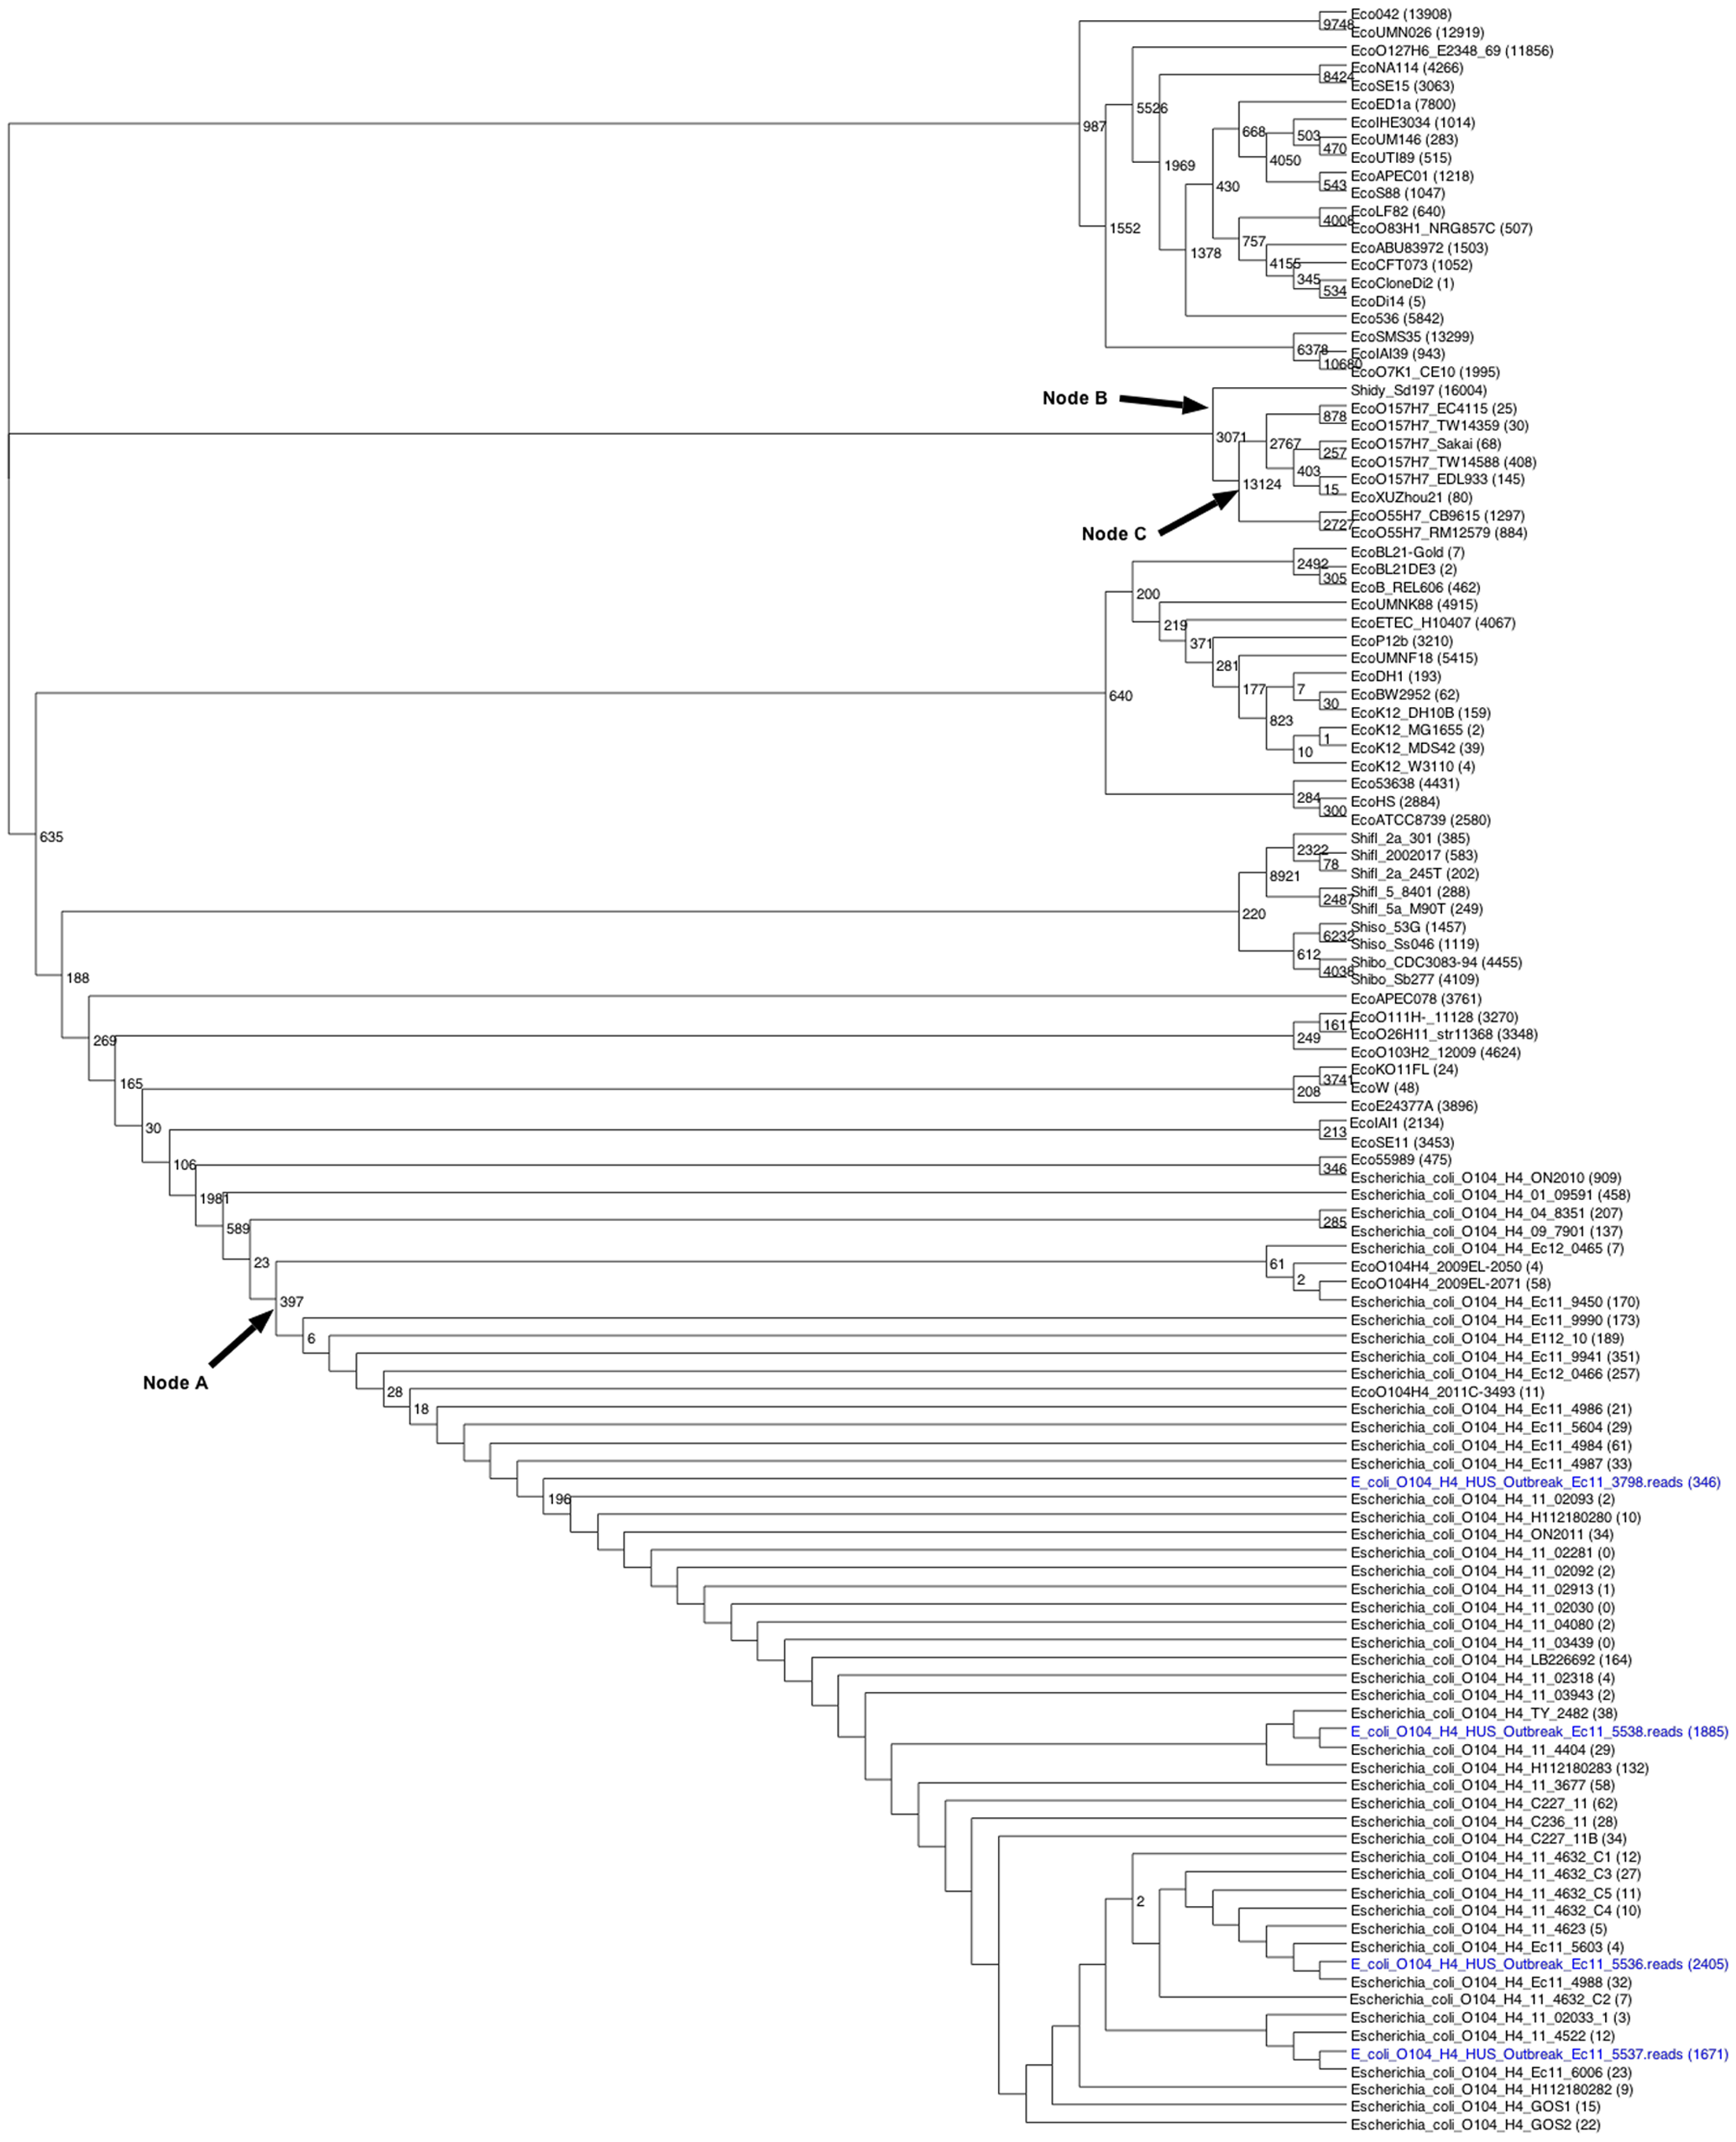 Eco042 (13908)
9748
EcoUMN026 (12919)
EcoO127H6_E2348_69 (11856)
EcoNA114 (4266)
8424
EcoSE15 (3063)
EcoED1a (7800)
5526
EcoIHE3034 (1014)
987
668
503
EcoUM146 (283)
470
EcoUTI89 (515)
4050
1969
EcoAPEC01 (1218)
543
430
EcoS88 (1047)
EcoLF82 (640)
4008
EcoO83H1_NRG857C (507)
1552
757
EcoABU83972 (1503)
1378
4155
EcoCFT073 (1052)
345
EcoCloneDi2 (1)
534
EcoDi14 (5)
Eco536 (5842)
EcoSMS35 (13299)
6378
EcoIAI39 (943)
10680
EcoO7K1_CE10 (1995)
Shidy_Sd197 (16004)
Node B
EcoO157H7_EC4115 (25)
878
EcoO157H7_TW14359 (30)
3071
2767
EcoO157H7_Sakai (68)
257
EcoO157H7_TW14588 (408)
403
EcoO157H7_EDL933 (145)
13124
15
EcoXUZhou21 (80)
EcoO55H7_CB9615 (1297)
2727
EcoO55H7_RM12579 (884)
Node C
EcoBL21-Gold (7)
2492
EcoBL21DE3 (2)
305
EcoB_REL606 (462)
200
EcoUMNK88 (4915)
219
EcoETEC_H10407 (4067)
371
EcoP12b (3210)
281
EcoUMNF18 (5415)
EcoDH1 (193)
177
7
EcoBW2952 (62)
640
30
EcoK12_DH10B (159)
823
EcoK12_MG1655 (2)
1
EcoK12_MDS42 (39)
10
EcoK12_W3110 (4)
Eco53638 (4431)
284
EcoHS (2884)
300
EcoATCC8739 (2580)
635
Shifl_2a_301 (385)
2322
Shifl_2002017 (583)
78
Shifl_2a_245T (202)
8921
Shifl_5_8401 (288)
2487
Shifl_5a_M90T (249)
220
Shiso_53G (1457)
6232
Shiso_Ss046 (1119)
612
Shibo_CDC3083-94 (4455)
4038
Shibo_Sb277 (4109)
188
EcoAPEC078 (3761)
EcoO111H-_11128 (3270)
1611
EcoO26H11_str11368 (3348)
269
249
EcoO103H2_12009 (4624)
EcoKO11FL (24)
3741
165
EcoW (48)
208
EcoE24377A (3896)
EcoIAI1 (2134)
30
213
EcoSE11 (3453)
Eco55989 (475)
106
346
Escherichia_coli_O104_H4_ON2010 (909)
Escherichia_coli_O104_H4_01_09591 (458)
1981
Escherichia_coli_O104_H4_04_8351 (207)
285
589
Escherichia_coli_O104_H4_09_7901 (137)
Escherichia_coli_O104_H4_Ec12_0465 (7)
23
61
EcoO104H4_2009EL-2050 (4)
2
EcoO104H4_2009EL-2071 (58)
397
Escherichia_coli_O104_H4_Ec11_9450 (170)
Escherichia_coli_O104_H4_Ec11_9990 (173)
6
Escherichia_coli_O104_H4_E112_10 (189)
Escherichia_coli_O104_H4_Ec11_9941 (351)
Escherichia_coli_O104_H4_Ec12_0466 (257)
Node A
28
EcoO104H4_2011C-3493 (11)
18
Escherichia_coli_O104_H4_Ec11_4986 (21)
Escherichia_coli_O104_H4_Ec11_5604 (29)
Escherichia_coli_O104_H4_Ec11_4984 (61)
Escherichia_coli_O104_H4_Ec11_4987 (33)
E_coli_O104_H4_HUS_Outbreak_Ec11_3798.reads (346)
196
Escherichia_coli_O104_H4_11_02093 (2)
Escherichia_coli_O104_H4_H112180280 (10)
Escherichia_coli_O104_H4_ON2011 (34)
Escherichia_coli_O104_H4_11_02281 (0)
Escherichia_coli_O104_H4_11_02092 (2)
Escherichia_coli_O104_H4_11_02913 (1)
Escherichia_coli_O104_H4_11_02030 (0)
Escherichia_coli_O104_H4_11_04080 (2)
Escherichia_coli_O104_H4_11_03439 (0)
Escherichia_coli_O104_H4_LB226692 (164)
Escherichia_coli_O104_H4_11_02318 (4)
Escherichia_coli_O104_H4_11_03943 (2)
Escherichia_coli_O104_H4_TY_2482 (38)
E_coli_O104_H4_HUS_Outbreak_Ec11_5538.reads (1885)
Escherichia_coli_O104_H4_11_4404 (29)
Escherichia_coli_O104_H4_H112180283 (132)
Escherichia_coli_O104_H4_11_3677 (58)
Escherichia_coli_O104_H4_C227_11 (62)
Escherichia_coli_O104_H4_C236_11 (28)
Escherichia_coli_O104_H4_C227_11B (34)
Escherichia_coli_O104_H4_11_4632_C1 (12)
Escherichia_coli_O104_H4_11_4632_C3 (27)
Escherichia_coli_O104_H4_11_4632_C5 (11)
2
Escherichia_coli_O104_H4_11_4632_C4 (10)
Escherichia_coli_O104_H4_11_4623 (5)
Escherichia_coli_O104_H4_Ec11_5603 (4)
E_coli_O104_H4_HUS_Outbreak_Ec11_5536.reads (2405)
Escherichia_coli_O104_H4_Ec11_4988 (32)
Escherichia_coli_O104_H4_11_4632_C2 (7)
Escherichia_coli_O104_H4_11_02033_1 (3)
Escherichia_coli_O104_H4_11_4522 (12)
E_coli_O104_H4_HUS_Outbreak_Ec11_5537.reads (1671)
Escherichia_coli_O104_H4_Ec11_6006 (23)
Escherichia_coli_O104_H4_H112180282 (9)
Escherichia_coli_O104_H4_GOS1 (15)
Escherichia_coli_O104_H4_GOS2 (22)